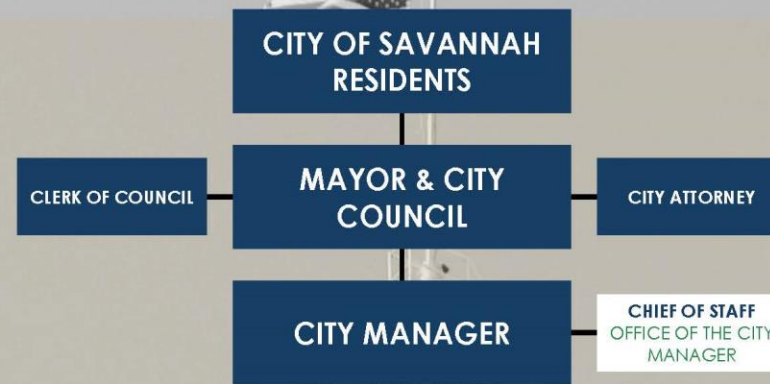 CITY OF SAVANNAH
RESIDENTS
CLERK OF COUNCIL
MAYOR & CITY
COUNCIL
CITY ATTORNEY
CITY MANAGER
CHIEF OF STAFF
OFFICE OF THE CITY
MANAGER